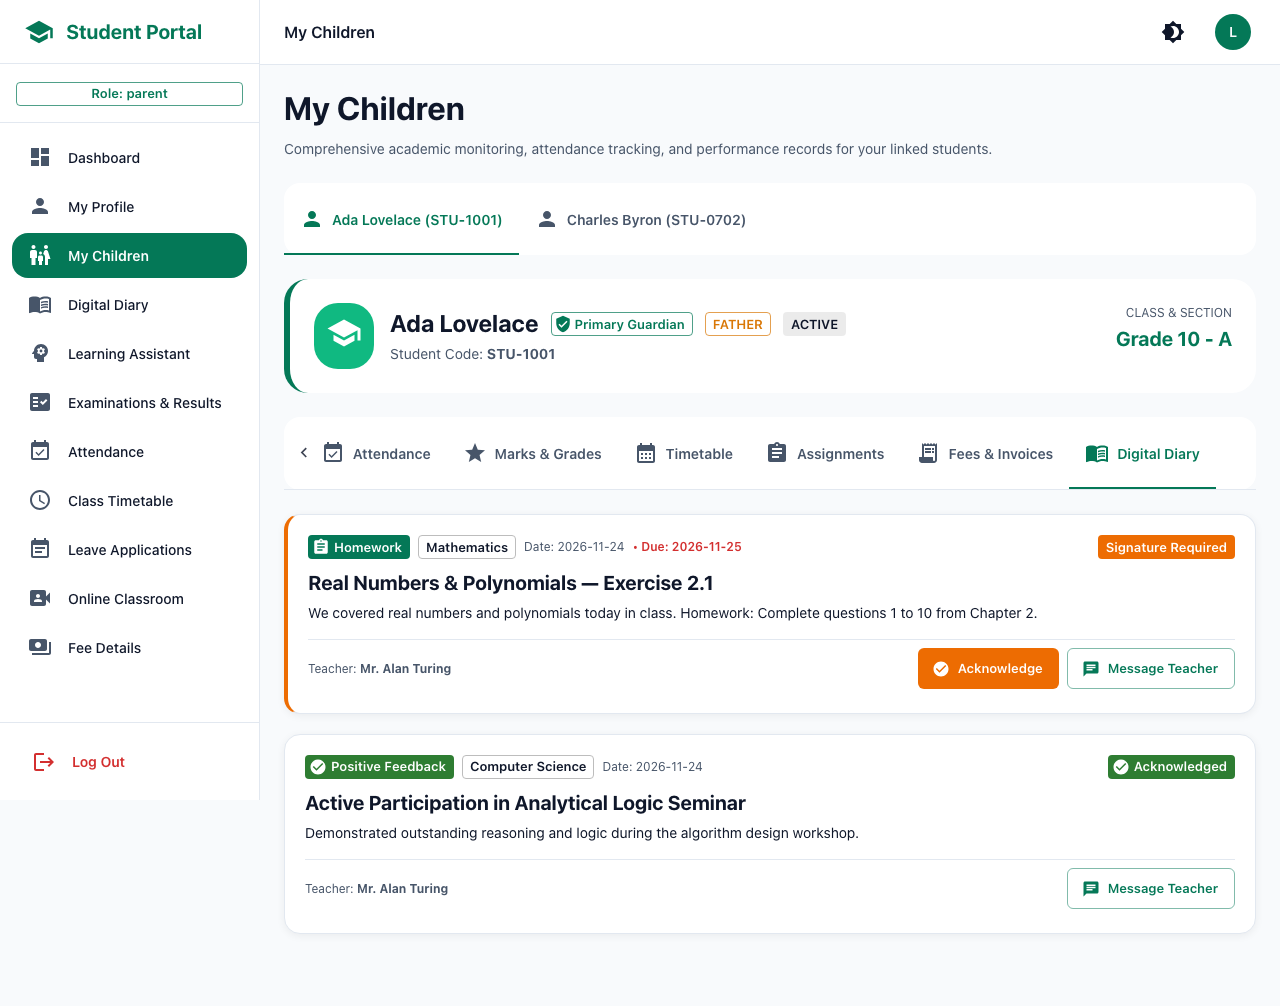 Student Portal
Role: parent
Dashboard
My Profile
My Children
Digital Diary
Learning Assistant
Examinations & Results
Attendance
Class Timetable
Leave Applications
Online Classroom
Fee Details
Log Out
My Children
L
My Children
Comprehensive academic monitoring, attendance tracking, and performance records for your linked students.
Ada Lovelace (STU-1001) Charles Byron (STU-0702)
Ada Lovelace Primary Guardian FATHER ACTIVE
Student Code: STU-1001
CLASS & SECTION
Grade 10 - A
Attendance Marks & Grades Timetable Assignments Fees & Invoices Digital Diary
Homework Mathematics Date: 2026-11-24 • Due: 2026-11-25 Signature Required
Real Numbers & Polynomials — Exercise 2.1
We covered real numbers and polynomials today in class. Homework: Complete questions 1 to 10 from Chapter 2.
Teacher: Mr. Alan Turing Acknowledge Message Teacher
Positive Feedback Computer Science Date: 2026-11-24 Acknowledged
Active Participation in Analytical Logic Seminar
Demonstrated outstanding reasoning and logic during the algorithm design workshop.
Teacher: Mr. Alan Turing Message Teacher